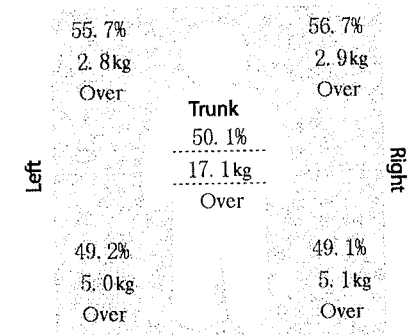 55. 7%
2. 8kg
Over
56. 7%
2. 9kg
Over
Trunk
50. 1%
17. 1kg
Over
Left
Right
49. 2%
5. 0kg
Over
49. 1%
5. 1kg
Over